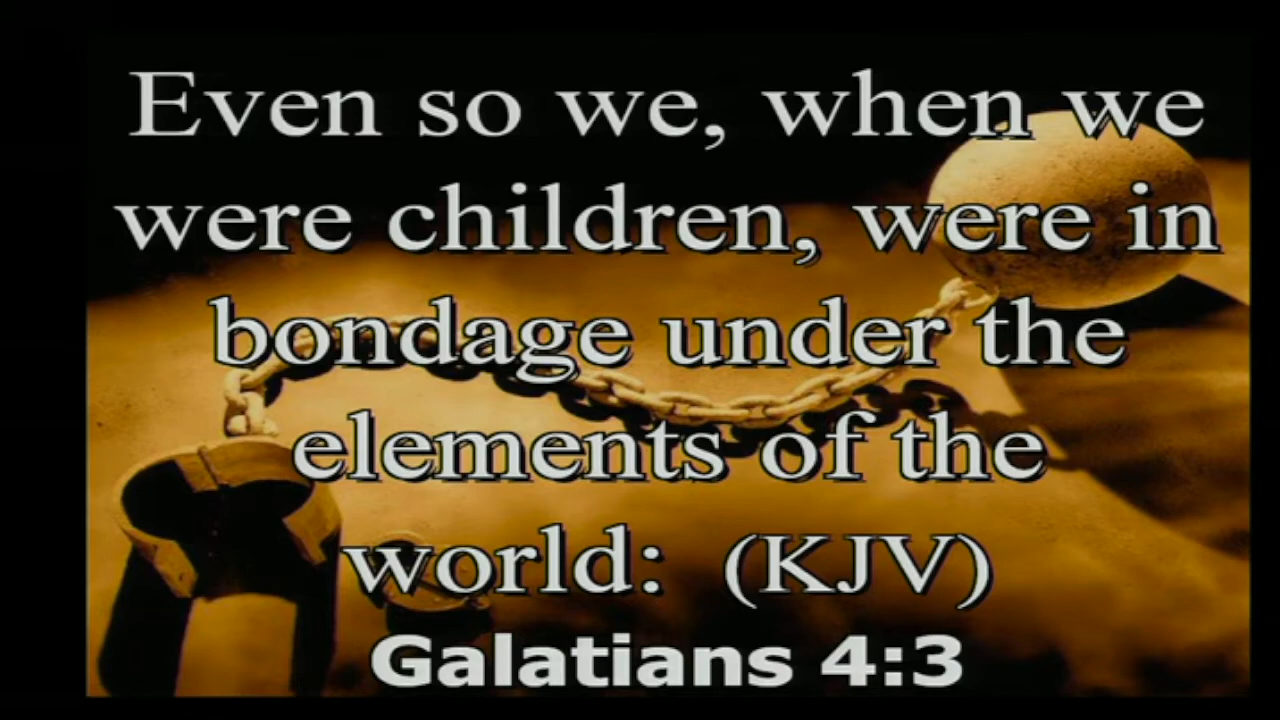 Even so we, when we
were children, were in
bondage under the
elements of the
world: (KJV)
Galatians 4:3